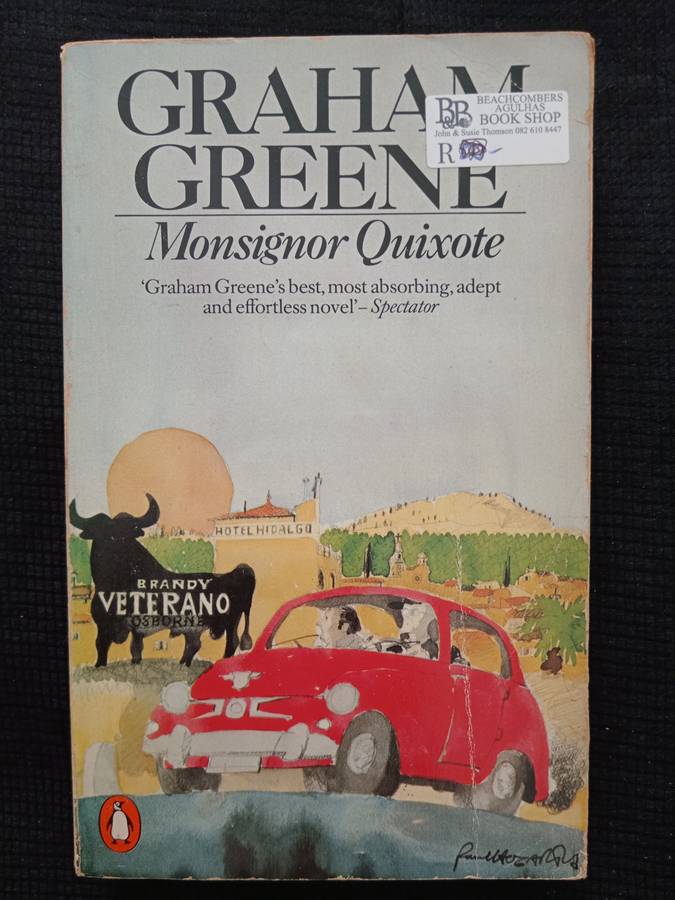 GRAHAM
GREENE
B&B
BEACHCOMBERS
AGULHAS
BOOK SHOP
John & Susie Thomson 082 610 8447
R
Monsignor Quixote
‘Graham Greene’s best, most absorbing, adept
and effortless novel’ – Spectator
HOTEL HIDALGO
BRANDY
VETERANO
OSBORNE